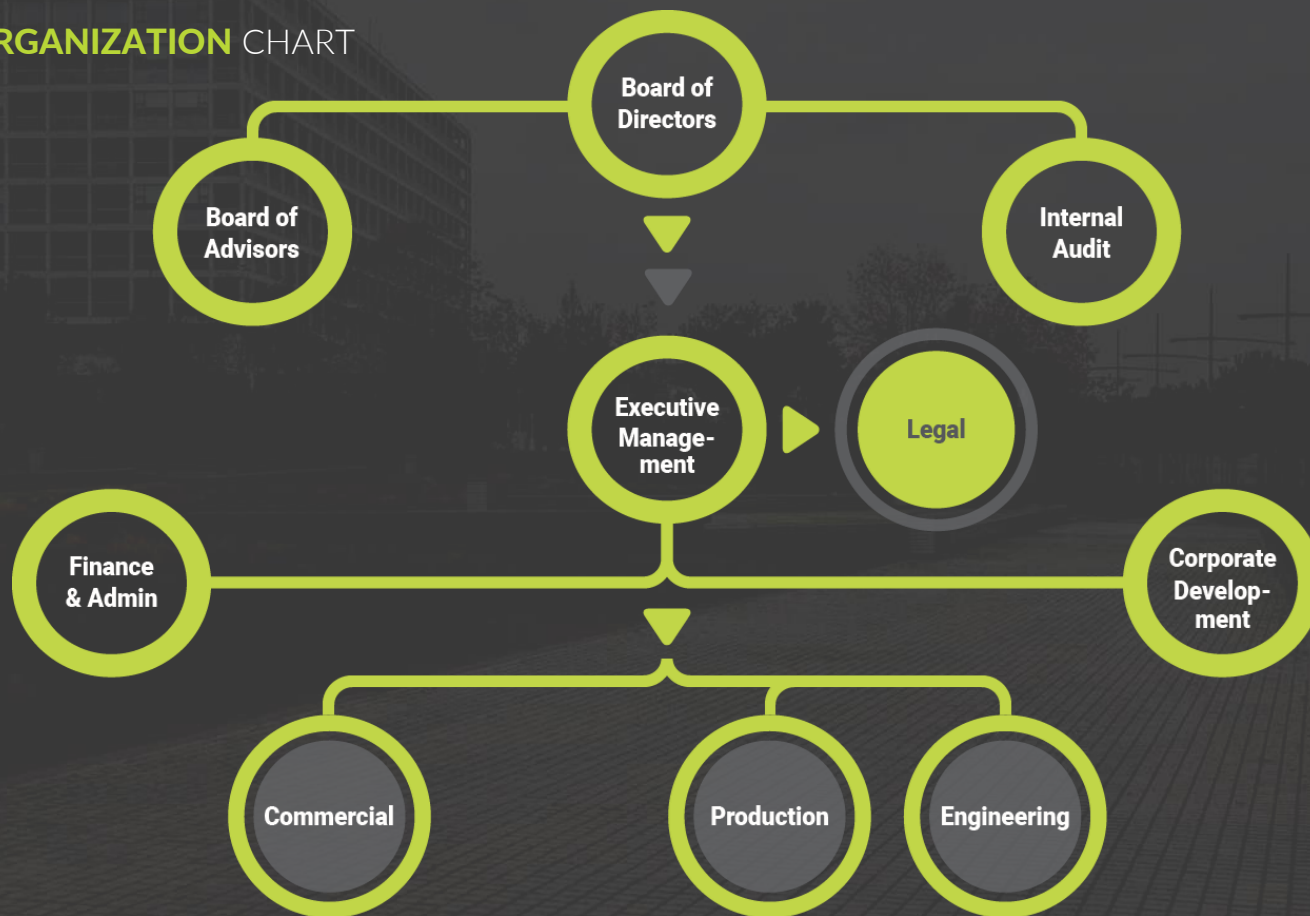 RGANIZATION CHART
Board of
Directors
Board of
Advisors
Internal
Audit
Executive
Manage-
ment
Legal
Finance
& Admin
Corporate
Develop-
ment
Commercial
Production
Engineering